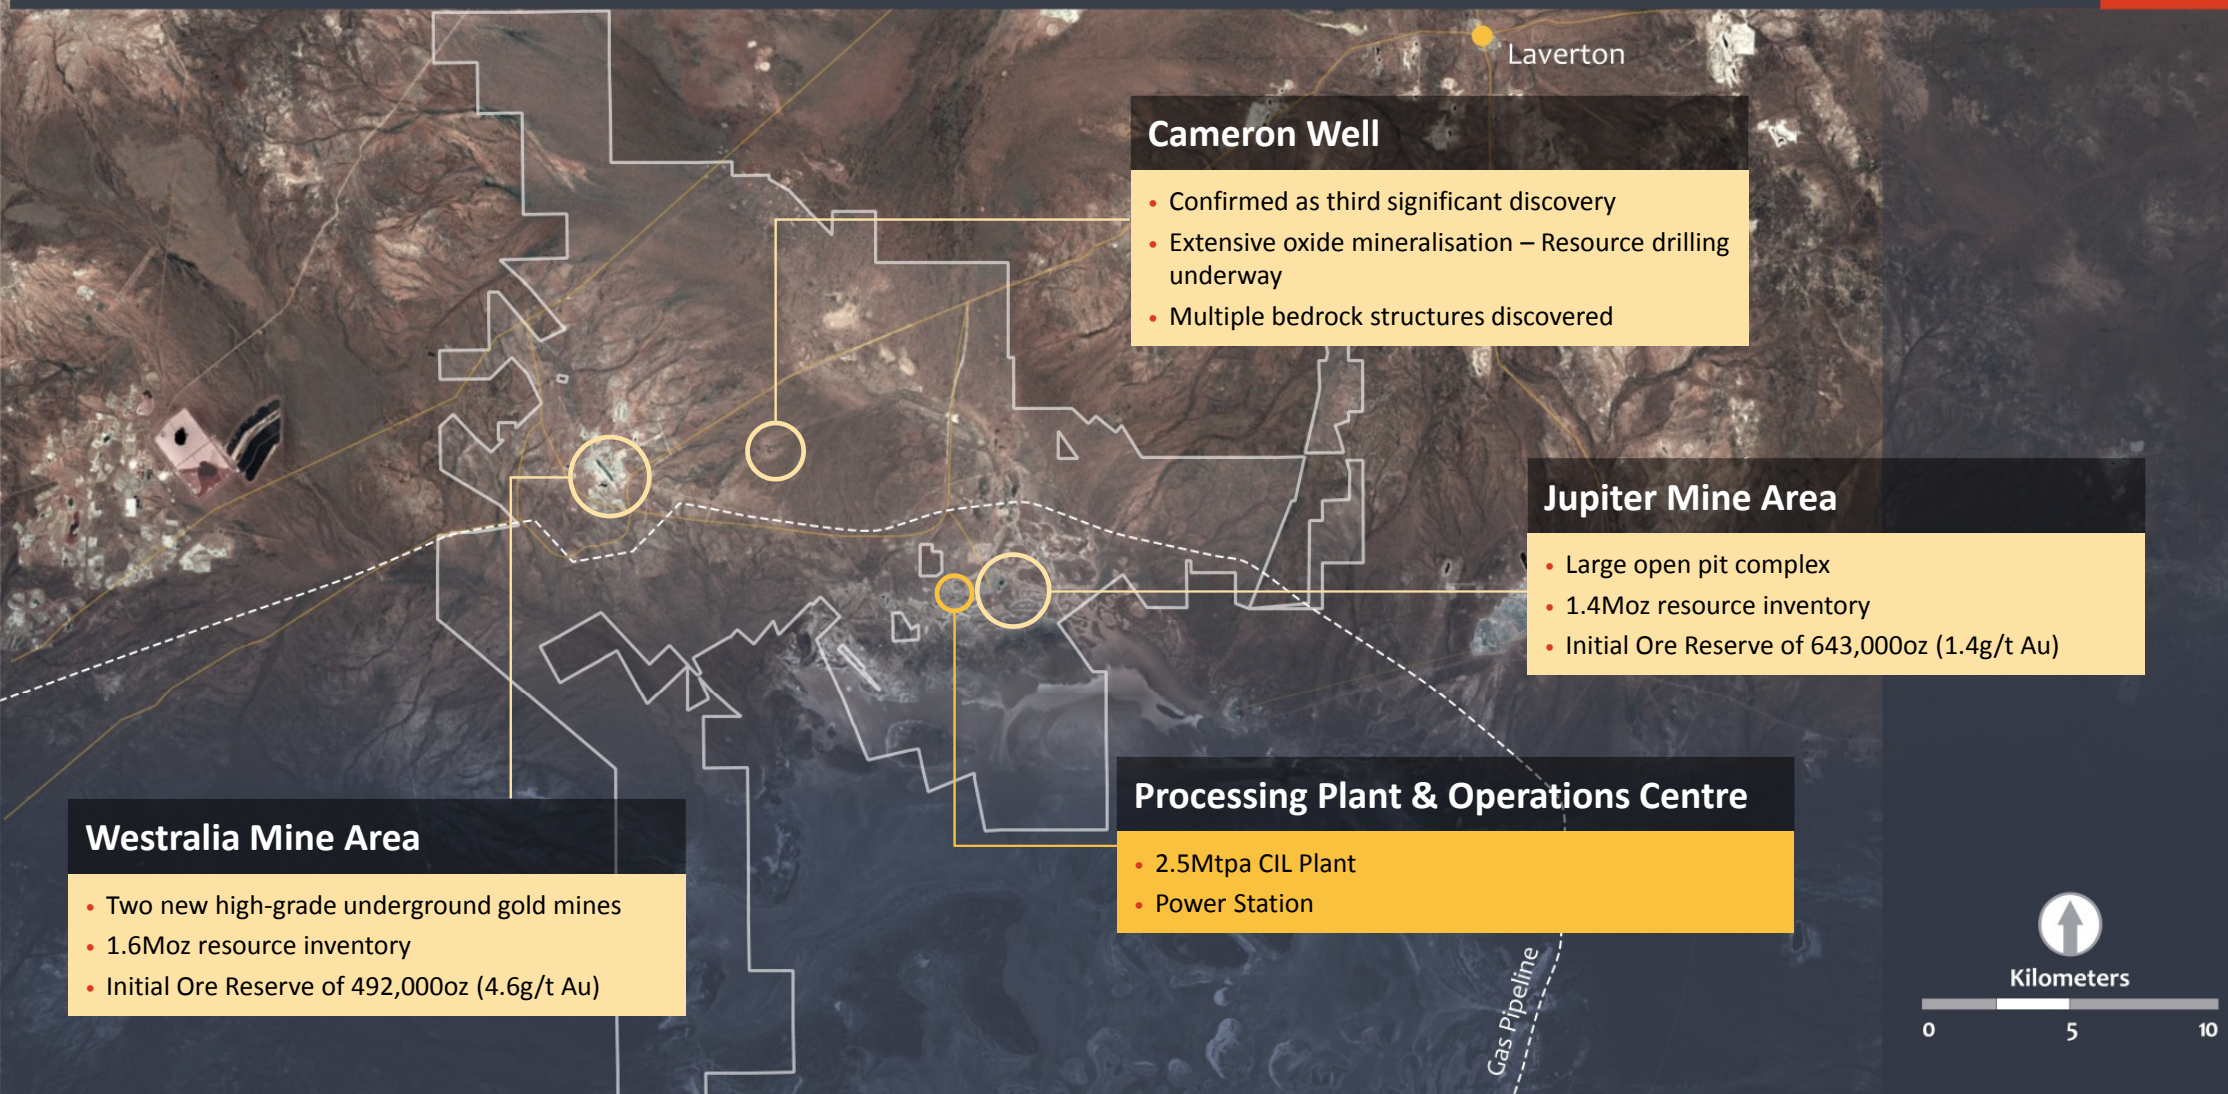 Laverton
Cameron Well
• Confirmed as third significant discovery
• Extensive oxide mineralisation – Resource drilling
underway
• Multiple bedrock structures discovered
Jupiter Mine Area
• Large open pit complex
• 1.4Moz resource inventory
• Initial Ore Reserve of 643,000oz (1.4g/t Au)
Processing Plant & Operations Centre
• 2.5Mtpa CIL Plant
• Power Station
Westralia Mine Area
• Two new high-grade underground gold mines
• 1.6Moz resource inventory
• Initial Ore Reserve of 492,000oz (4.6g/t Au)
Gas Pipeline
Kilometers
0 5 10